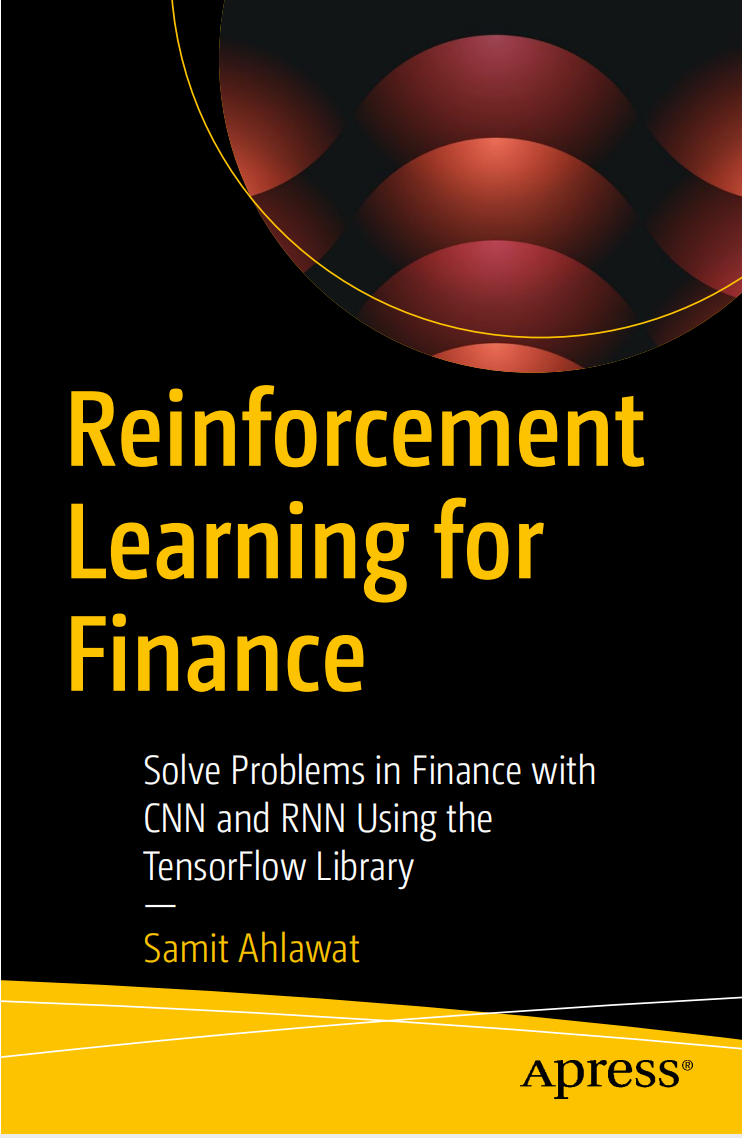 Reinforcement
Learning for
Finance
Solve Problems in Finance with
CNN and RNN Using the
TensorFlow Library
Samit Ahlawat
Apress®